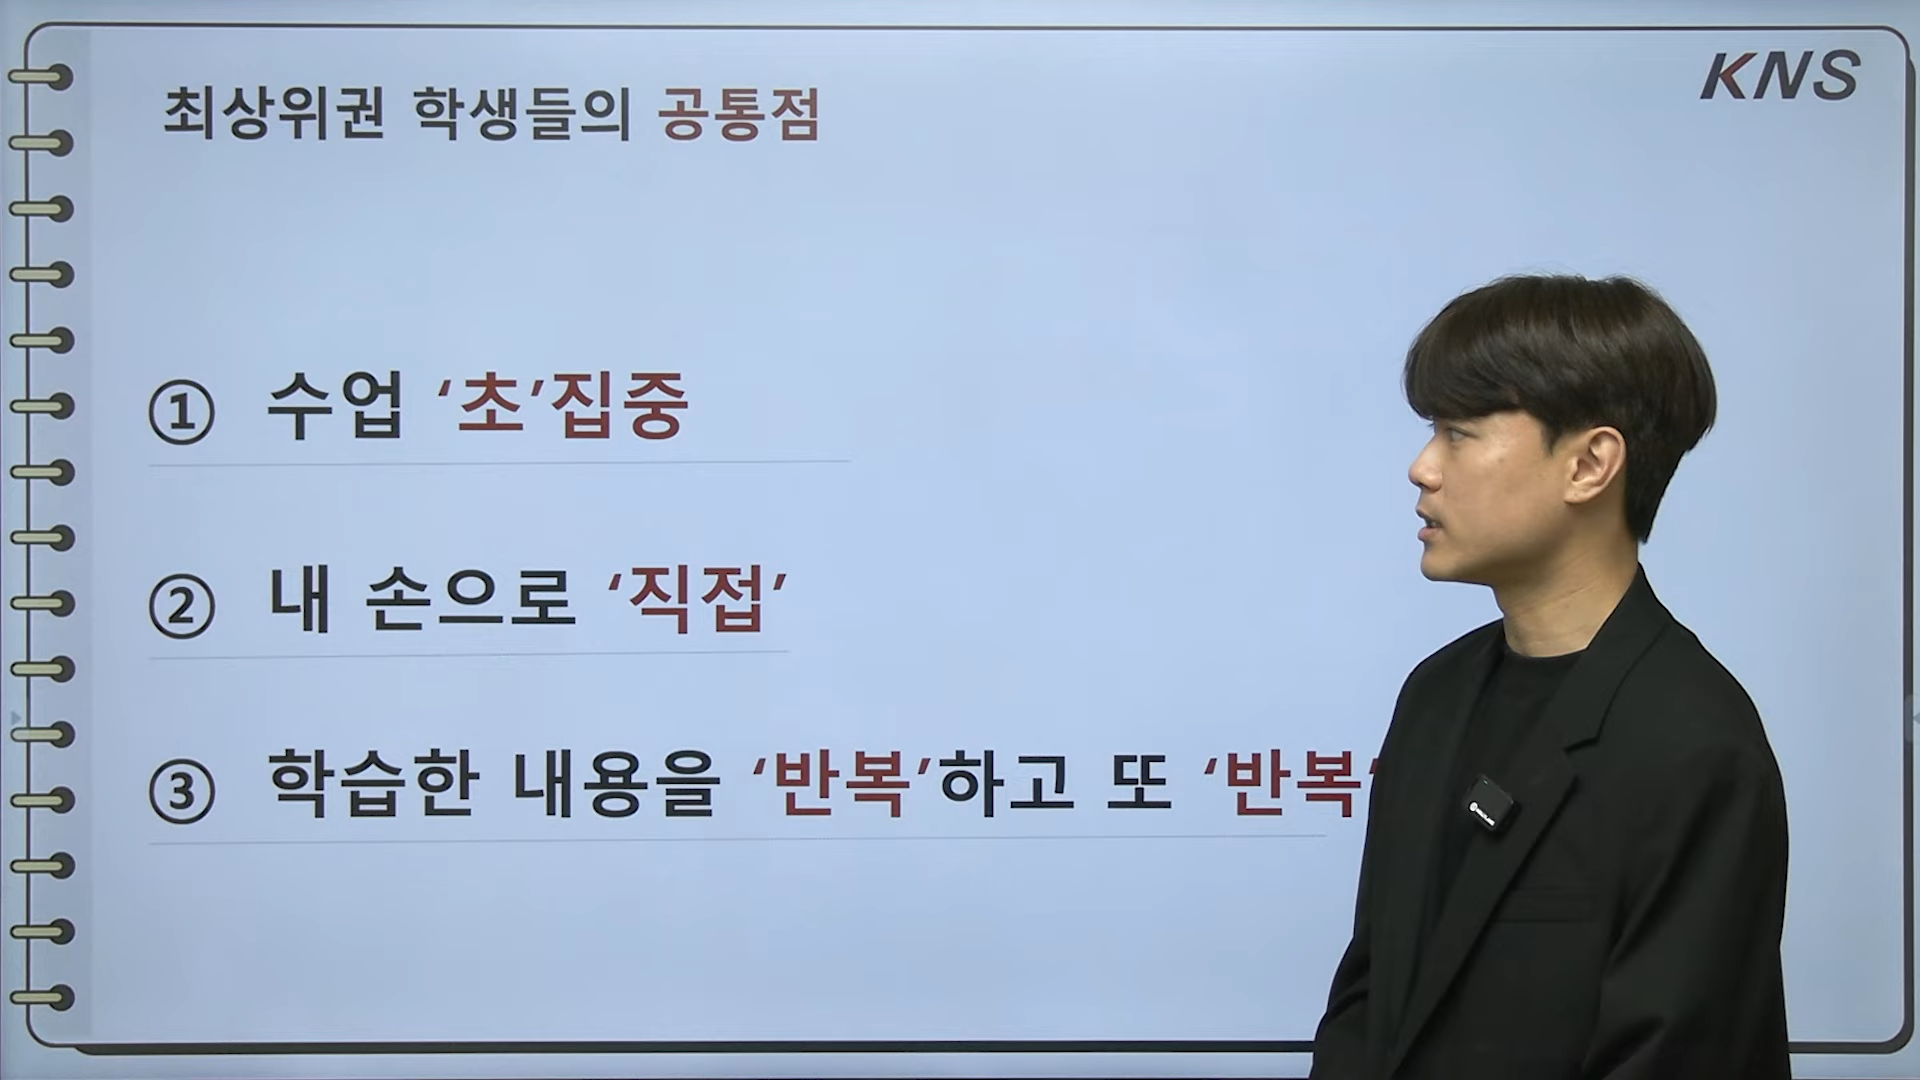 KNS
최상위권 학생들의 공통점
① 수업 ‘초’집중
② 내 손으로 ‘직접’
③ 학습한 내용을 ‘반복’하고 또 ‘반복’